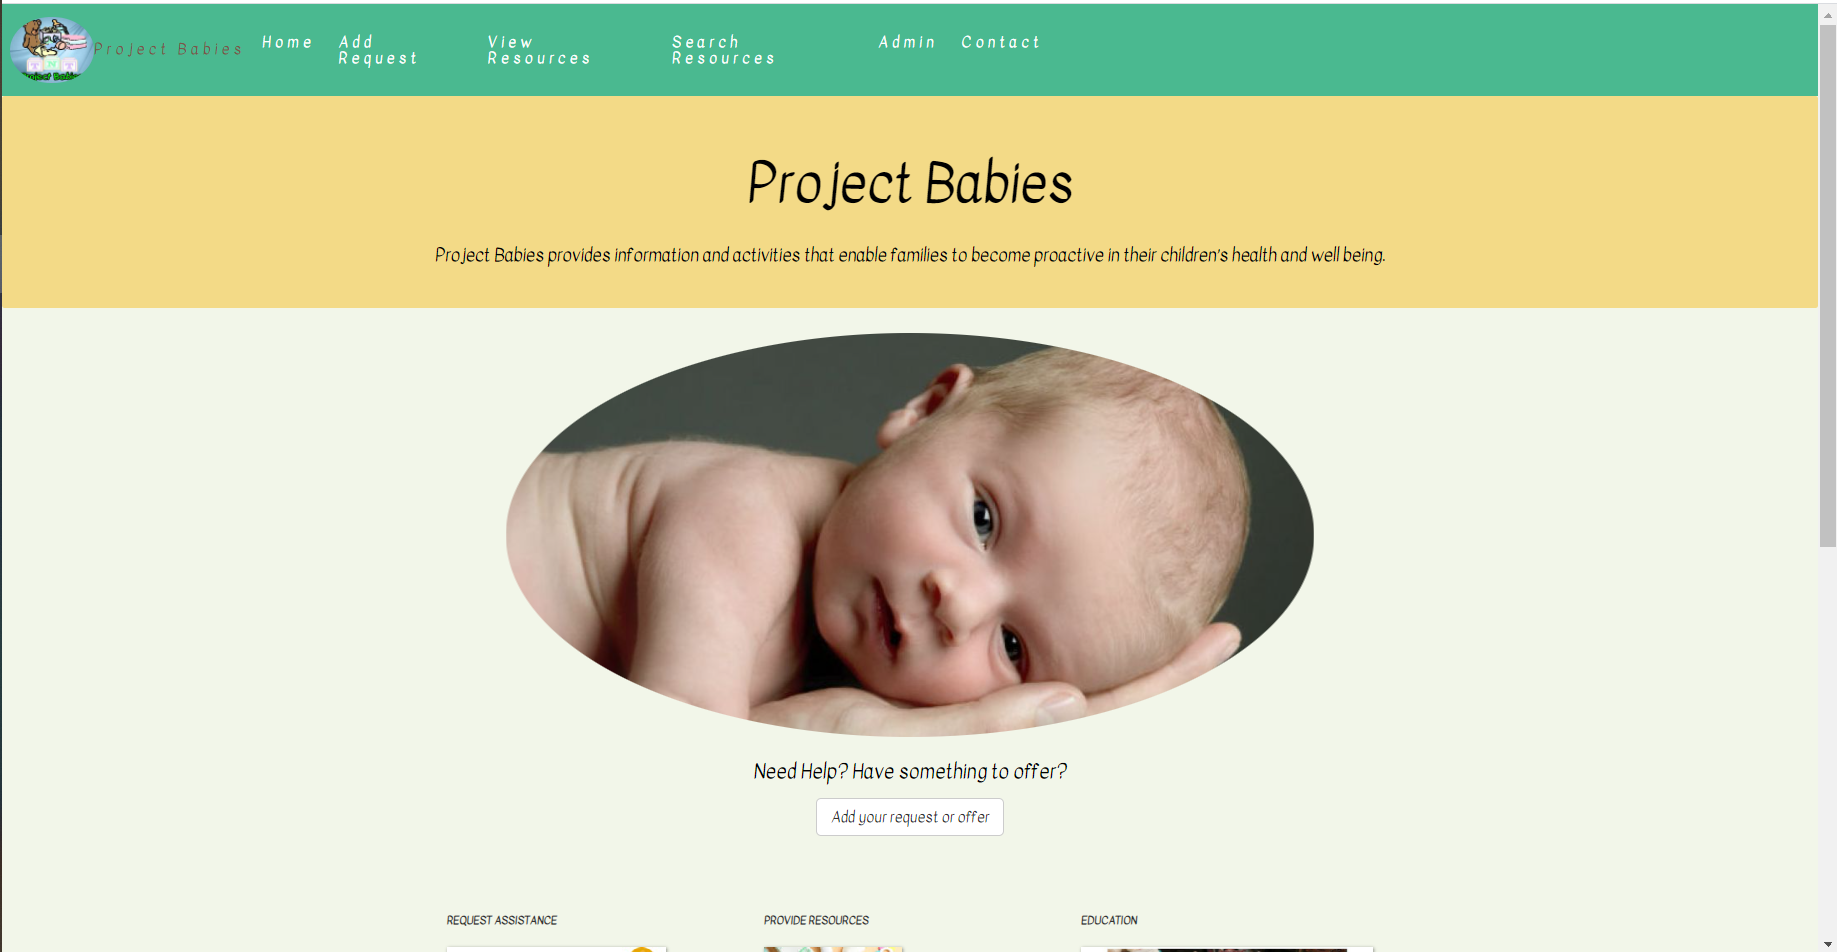 T N T
Project Babies
Project Babies
Home
Add
Request
View
Resources
Search
Resources
Admin
Contact
Project Babies
Project Babies provides information and activities that enable families to become proactive in their children's health and well being.
Need Help? Have something to offer?
Add your request or offer
REQUEST ASSISTANCE
PROVIDE RESOURCES
EDUCATION